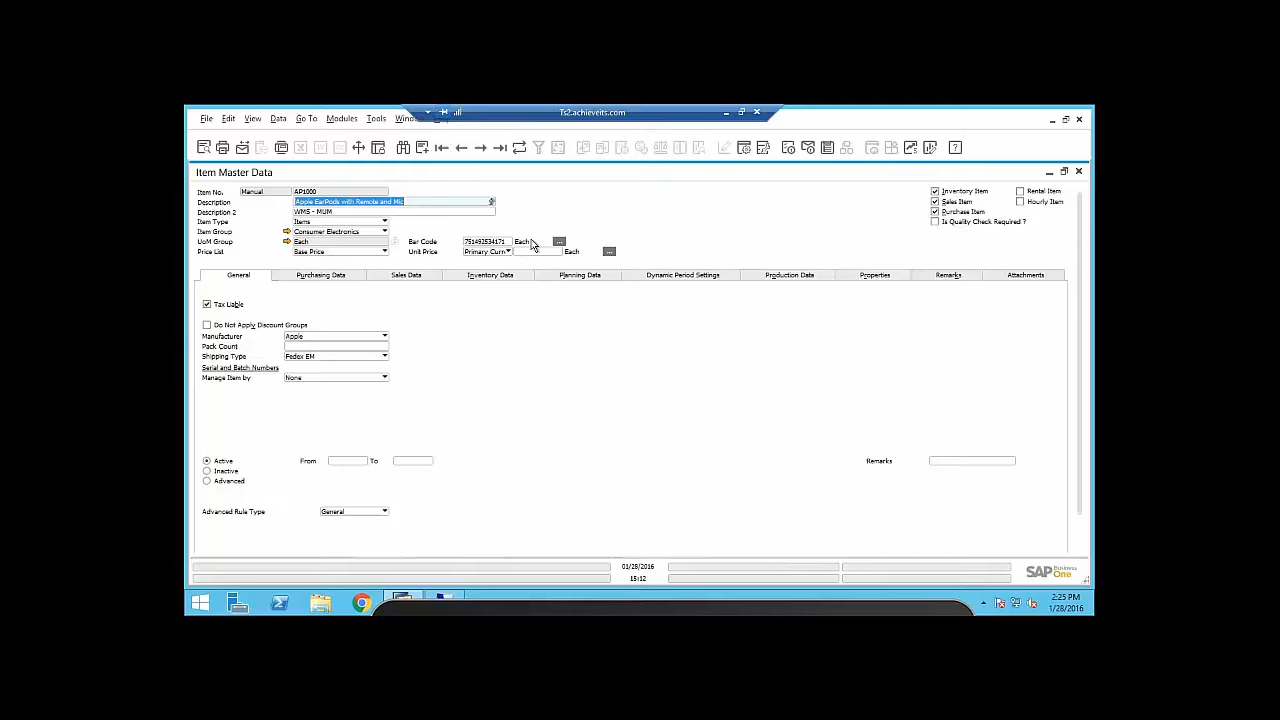 Ts2.achieveits.com
File Edit View Data Go To Modules Tools Window
Item Master Data
Item No. Manual AP1000
Description Apple EarPods with Remote and Mic
Description 2 WMS - MUM
Item Type Items
Item Group Consumer Electronics
UoM Group Each Bar Code 751492534171 Each
Price List Base Price Unit Price Primary Curr Each
Inventory Item Rental Item
Sales Item Hourly Item
Purchase Item
Is Quality Check Required ?
General Purchasing Data Sales Data Inventory Data Planning Data Dynamic Period Settings Production Data Properties Remarks Attachments
Tax Liable
Do Not Apply Discount Groups
Manufacturer Apple
Pack Count
Shipping Type Fedex EM
Serial and Batch Numbers
Manage Item by None
Active From To Remarks
Inactive
Advanced
Advanced Rule Type General
01/28/2016
15:12
SAP Business One
2:25 PM
1/28/2016